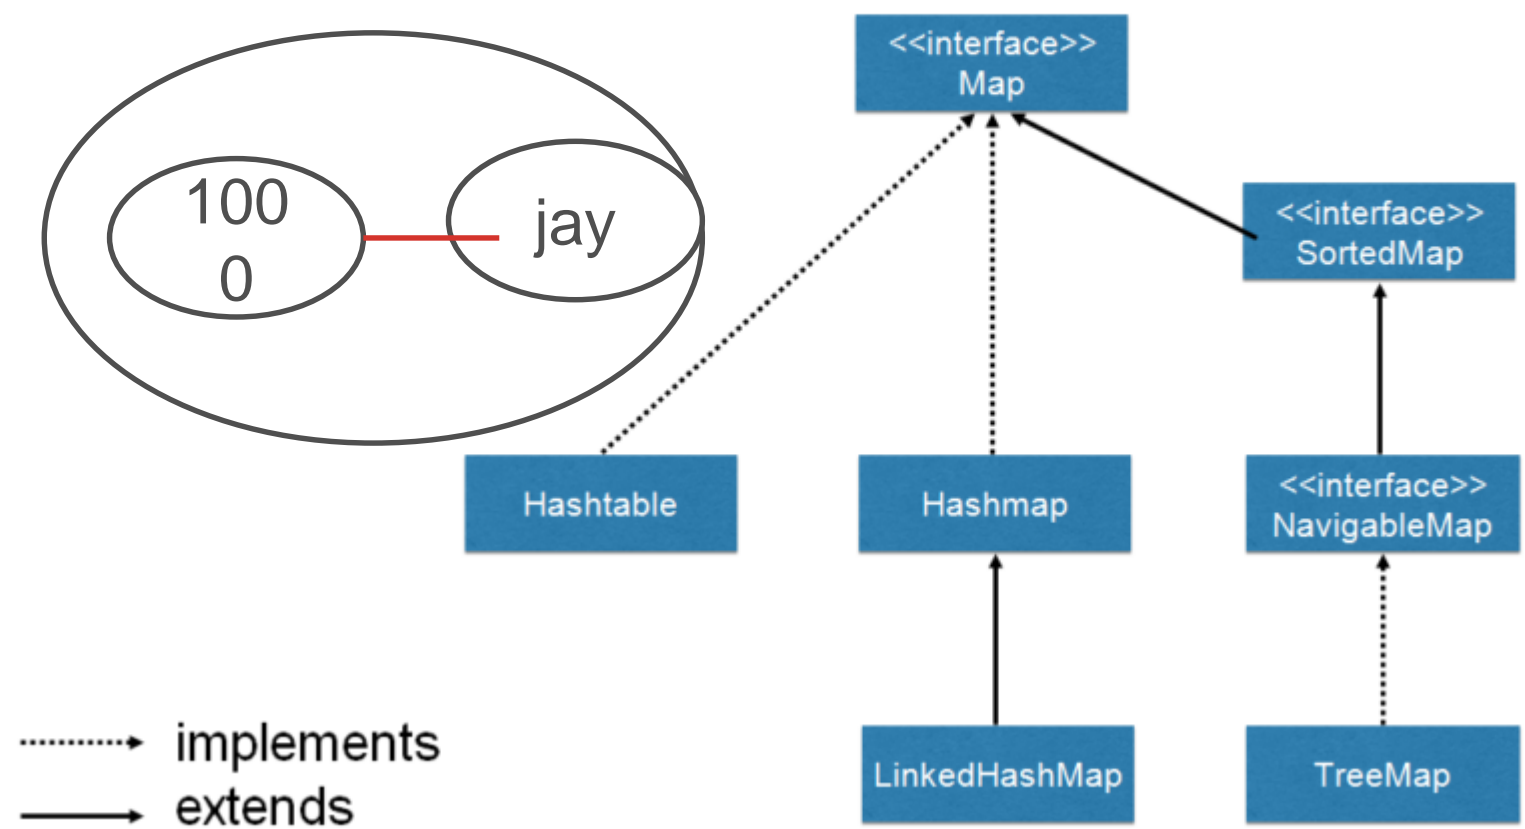 100
0
jay
<<interface>>
Map
<<interface>>
SortedMap
Hashtable
Hashmap
<<interface>>
NavigableMap
LinkedHashMap
TreeMap
implements
extends